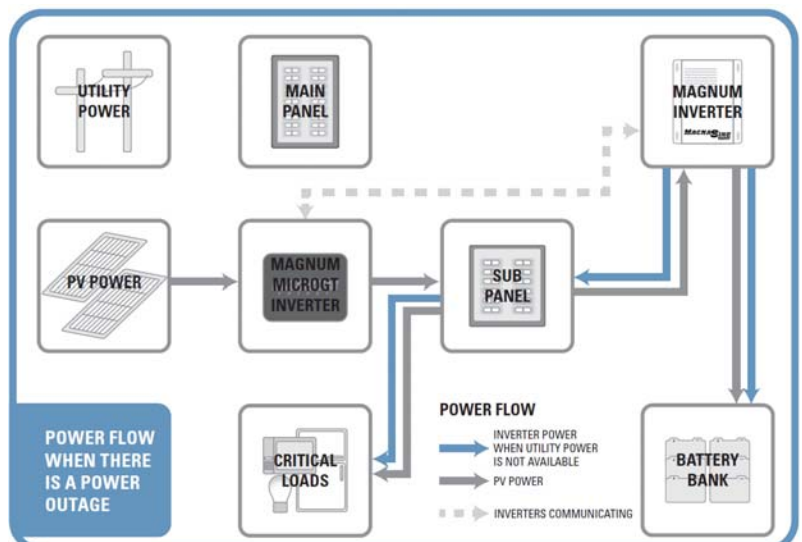 UTILITY
POWER
MAIN
PANEL
MAGNUM
INVERTER
MAGNASINE
PV POWER
MAGNUM
MICROGT
INVERTER
SUB
PANEL
POWER FLOW
WHEN THERE
IS A POWER
OUTAGE
CRITICAL
LOADS
POWER FLOW
INVERTER POWER
WHEN UTILITY POWER
IS NOT AVAILABLE
PV POWER
INVERTERS COMMUNICATING
BATTERY
BANK